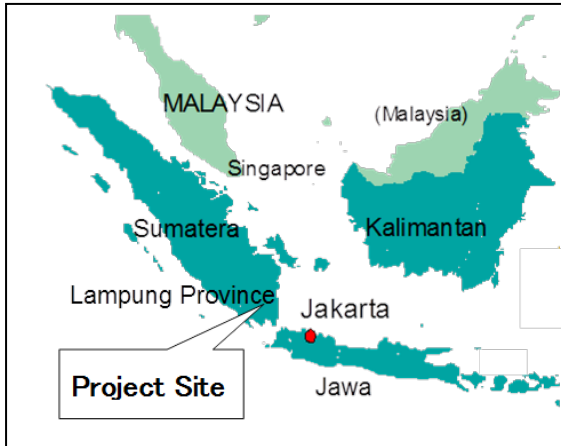 MALAYSIA
(Malaysia)
Singapore
Sumatera
Kalimantan
Lampung Province
Jakarta
Project Site
Jawa